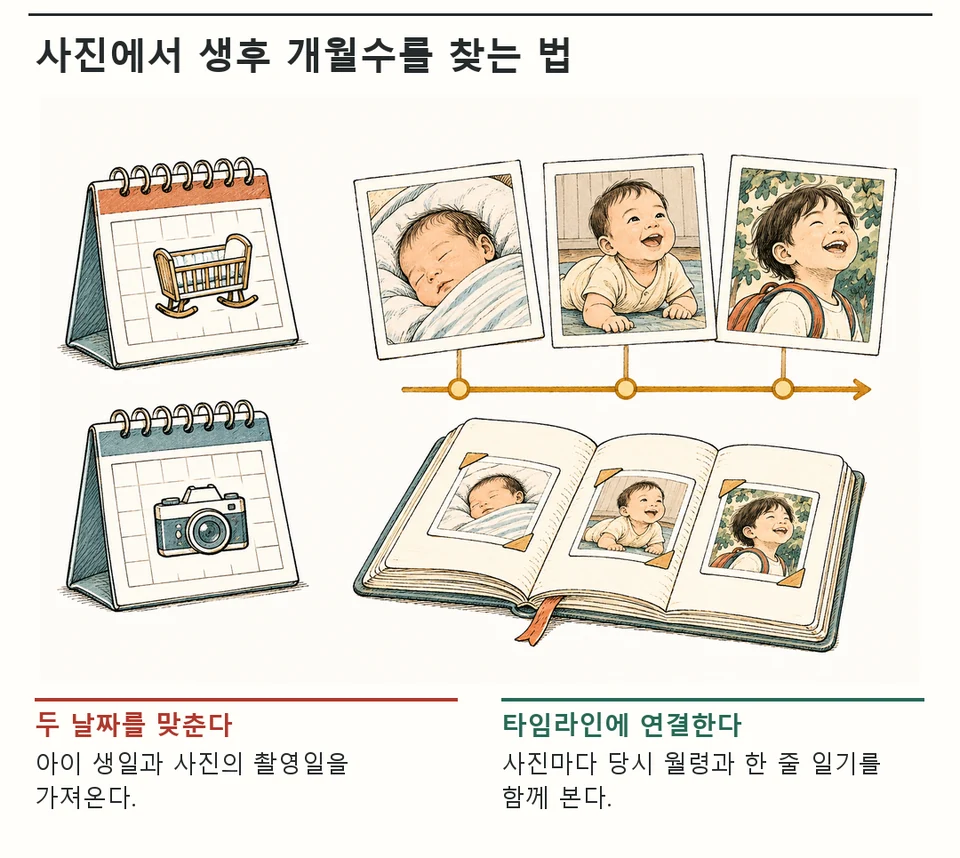 사진에서 생후 개월수를 찾는 법
두 날짜를 맞춘다
아이 생일과 사진의 촬영일을
가져온다.
타임라인에 연결한다
사진마다 당시 월령과 한 줄 일기를
함께 본다.